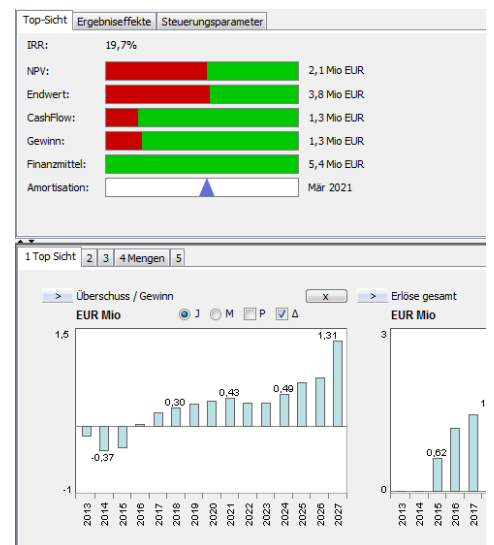 Top-Sicht Ergebniseffekte Steuerungsparameter
IRR: 19,7%
NPV: 2,1 Mio EUR
Endwert: 3,8 Mio EUR
CashFlow: 1,3 Mio EUR
Gewinn: 1,3 Mio EUR
Finanzmittel: 5,4 Mio EUR
Amortisation: Mär 2021
1 Top Sicht 2 3 4 Mengen 5
> Überschuss / Gewinn x
EUR Mio J M P Δ
1,5
1,31
0,30
0,43
0,49
-0,37
-1
2013 2014 2015 2016 2017 2018 2019 2020 2021 2022 2023 2024 2025 2026 2027
> Erlöse gesamt
EUR Mio
3
1
0,62
0
2013 2014 2015 2016 2017